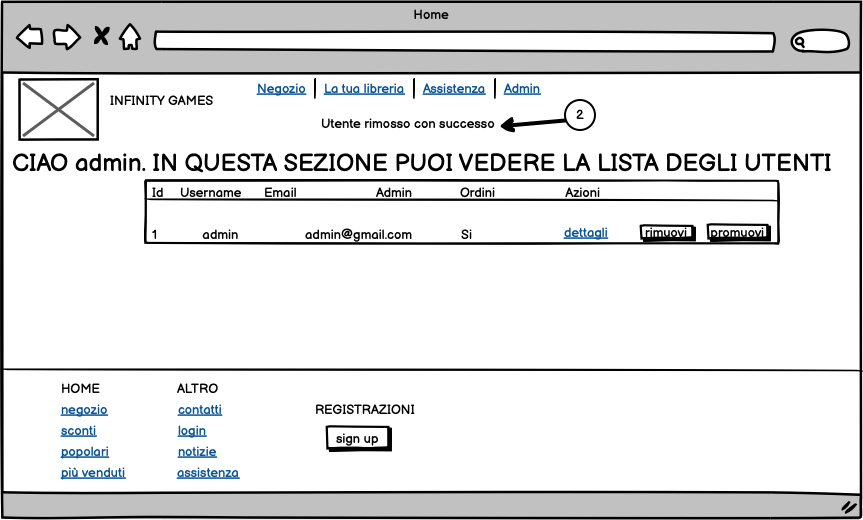 Home
INFINITY GAMES
Negozio La tua libreria Assistenza Admin
Utente rimosso con successo
2
CIAO admin. IN QUESTA SEZIONE PUOI VEDERE LA LISTA DEGLI UTENTI
Id Username Email Admin Ordini Azioni
1 admin admin@gmail.com Si dettagli rimuovi promuovi
HOME ALTRO
REGISTRAZIONI
negozio contatti
sconti login
sign up
popolari notizie
più venduti assistenza